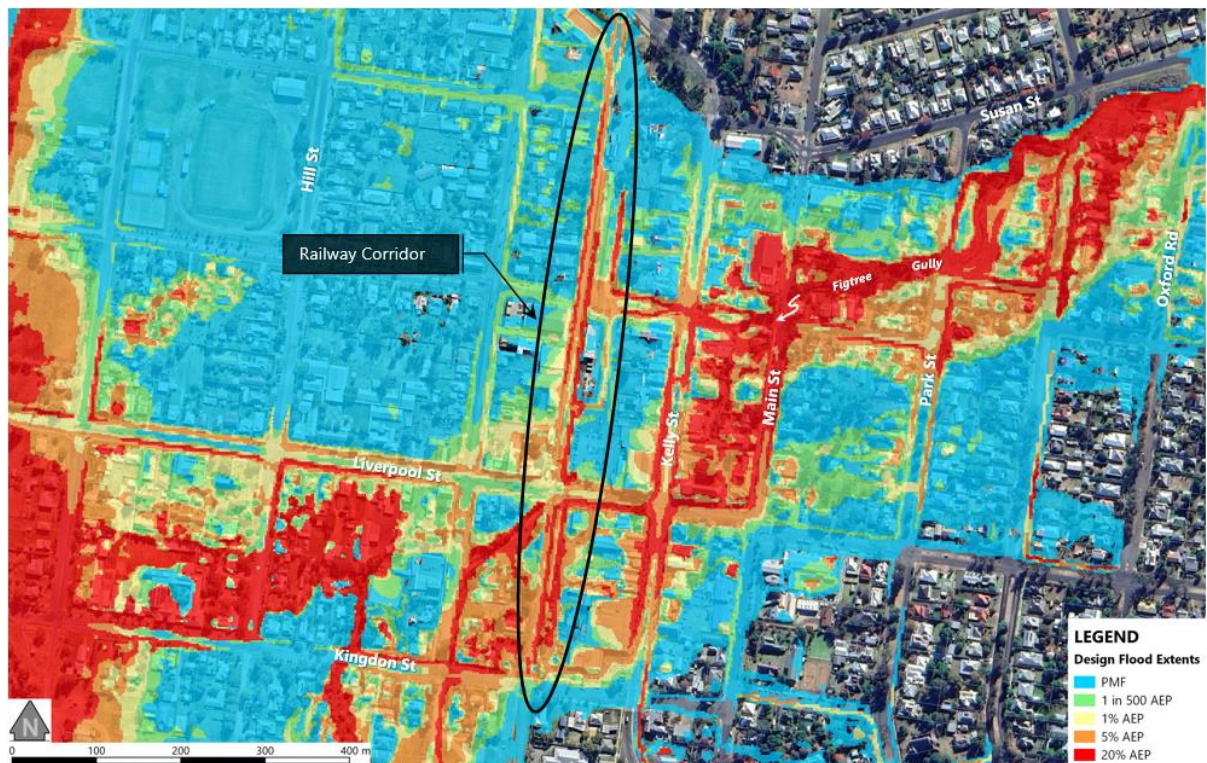 Susan St
Hill St
Railway Corridor
Oxford Rd
Figtree Gully
Main St
Park St
Kelly St
Liverpool St
Kingdon St
LEGEND
Design Flood Extents
PMF
1 in 500 AEP
1% AEP
5% AEP
20% AEP
N
0 100 200 300 400 m